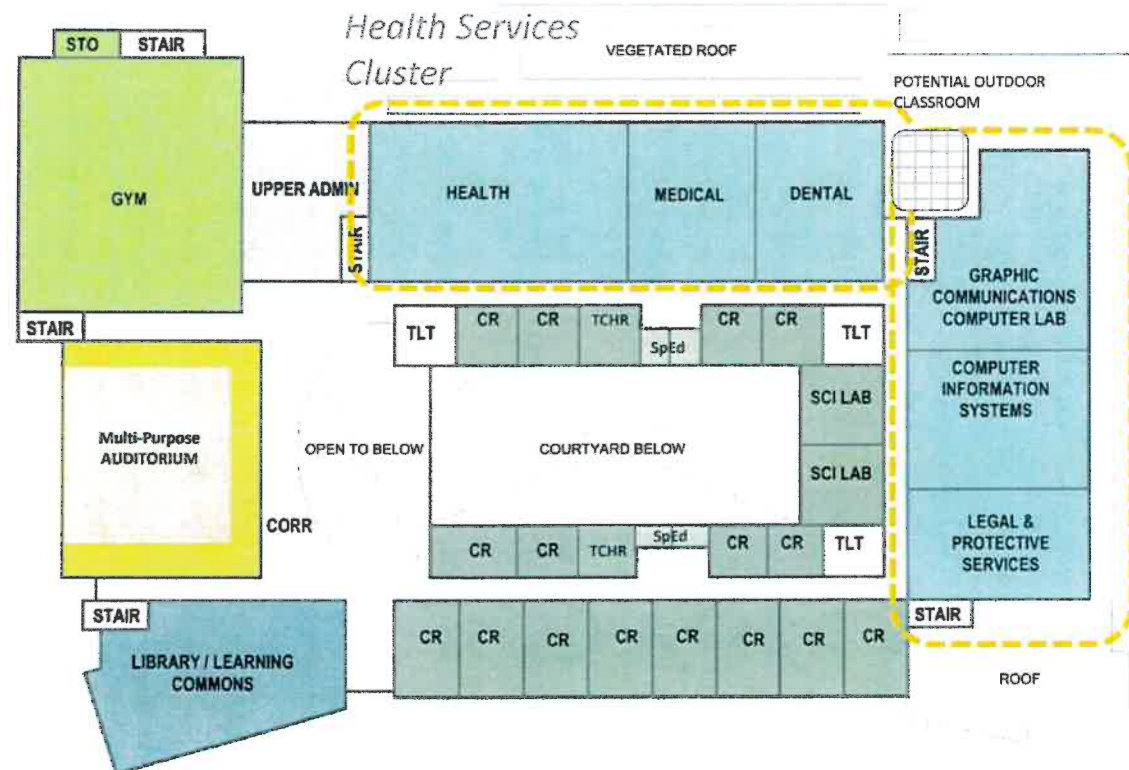 Health Services
Cluster
STO
STAIR
VEGETATED ROOF
POTENTIAL OUTDOOR
CLASSROOM
GYM
UPPER ADMIN
HEALTH
MEDICAL
DENTAL
STAIR
STAIR
GRAPHIC
COMMUNICATIONS
COMPUTER LAB
STAIR
TLT
CR
CR
TCHR
SpEd
CR
CR
TLT
COMPUTER
INFORMATION
SYSTEMS
SCI LAB
Multi-Purpose
AUDITORIUM
OPEN TO BELOW
COURTYARD BELOW
SCI LAB
CORR
LEGAL &
PROTECTIVE
SERVICES
CR
CR
TCHR
SpEd
CR
CR
TLT
STAIR
STAIR
CR
CR
CR
CR
CR
CR
CR
CR
LIBRARY / LEARNING
COMMONS
ROOF